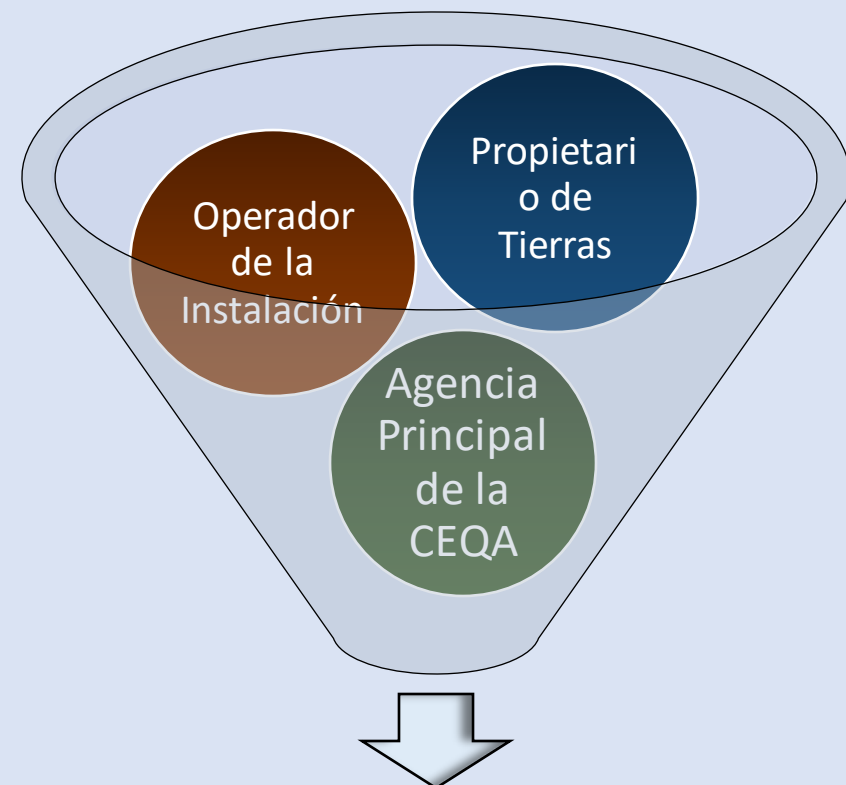 Operador
de la
Instalación
Propietari
o de
Tierras
Agencia
Principal
de la
CEQA